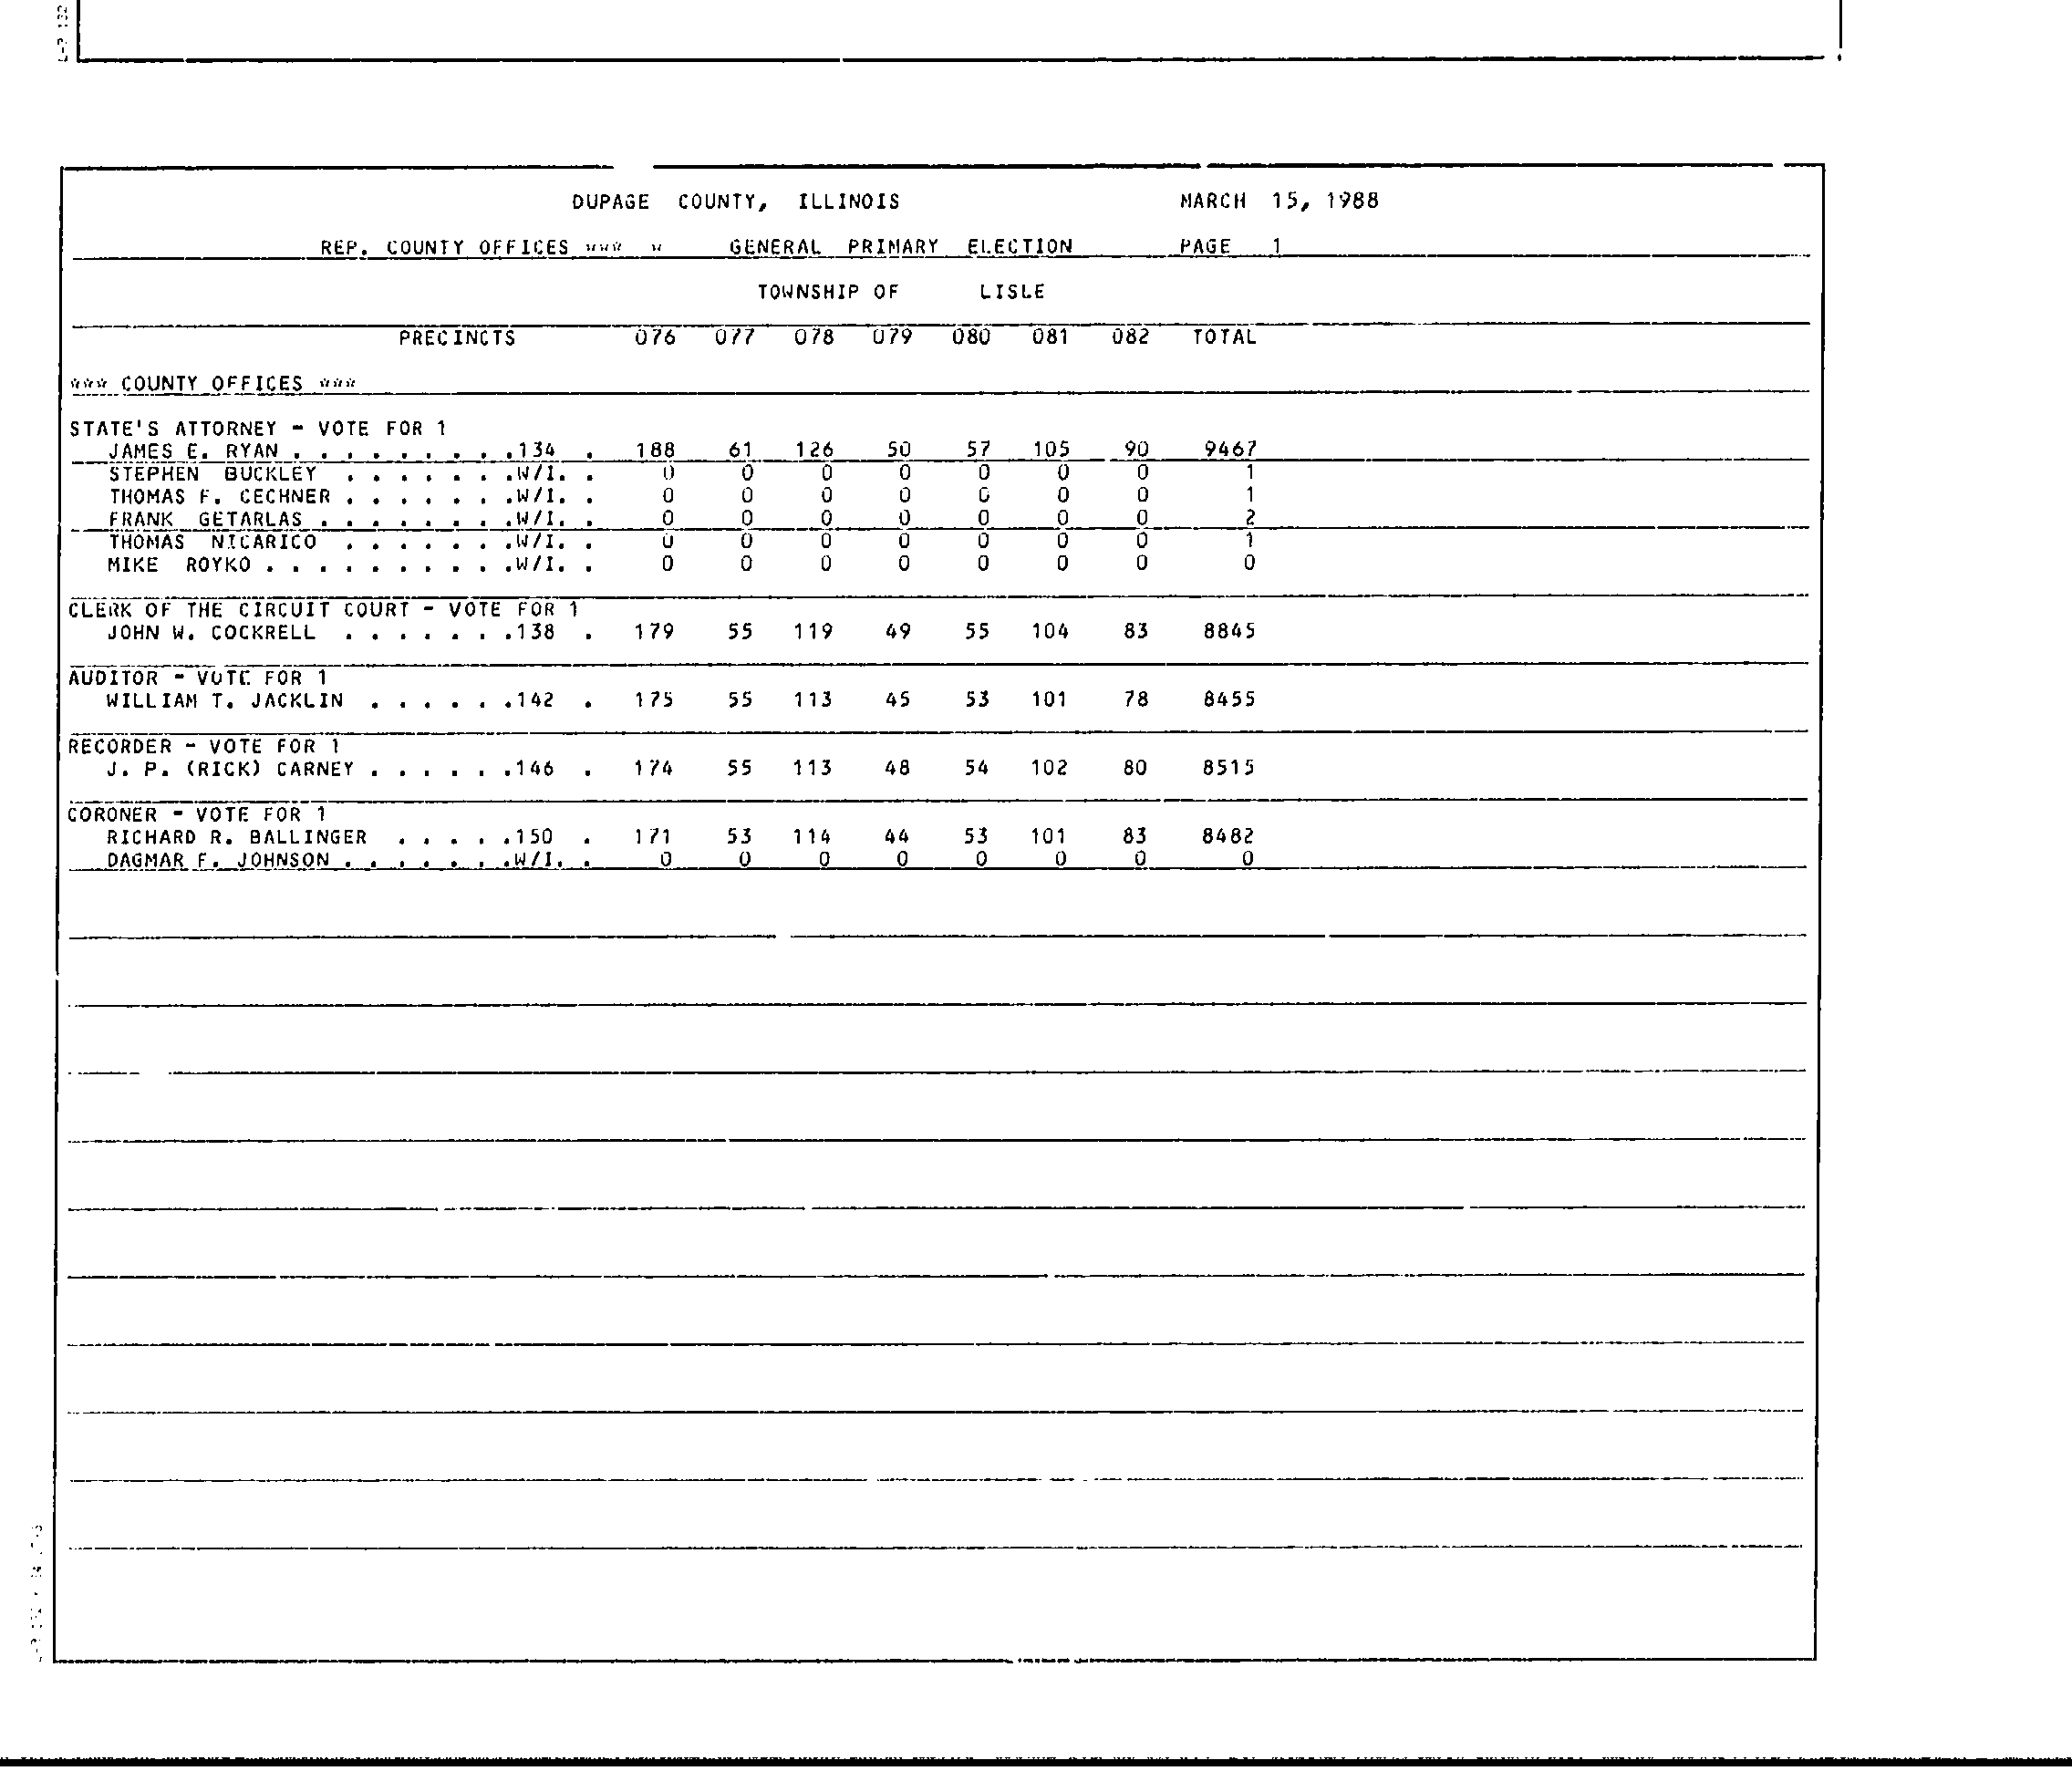 DUPAGE COUNTY, ILLINOIS MARCH 15, 1988
REP. COUNTY OFFICES *** * GENERAL PRIMARY ELECTION PAGE 1
TOWNSHIP OF LISLE
PRECINCTS 076 077 078 079 080 081 082 TOTAL
*** COUNTY OFFICES ***
STATE'S ATTORNEY - VOTE FOR 1
JAMES E. RYAN . . . . . . . . .134 . 188 61 126 50 57 105 90 9467
STEPHEN BUCKLEY . . . . . . .W/I. . 0 0 0 0 0 0 0 1
THOMAS F. CECHNER . . . . . . .W/I. . 0 0 0 0 0 0 0 1
FRANK GETARLAS . . . . . . . .W/I. . 0 0 0 0 0 0 0 2
THOMAS NICARICO . . . . . . .W/I. . 0 0 0 0 0 0 0 1
MIKE ROYKO . . . . . . . . . .W/I. . 0 0 0 0 0 0 0 0
CLERK OF THE CIRCUIT COURT - VOTE FOR 1
JOHN W. COCKRELL . . . . . . .138 . 179 55 119 49 55 104 83 8845
AUDITOR - VOTE FOR 1
WILLIAM T. JACKLIN . . . . . .142 . 175 55 113 45 53 101 78 8455
RECORDER - VOTE FOR 1
J. P. (RICK) CARNEY . . . . . .146 . 174 55 113 48 54 102 80 8515
CORONER - VOTE FOR 1
RICHARD R. BALLINGER . . . . .150 . 171 53 114 44 53 101 83 8482
DAGMAR F. JOHNSON . . . . . . .W/I. . 0 0 0 0 0 0 0 0